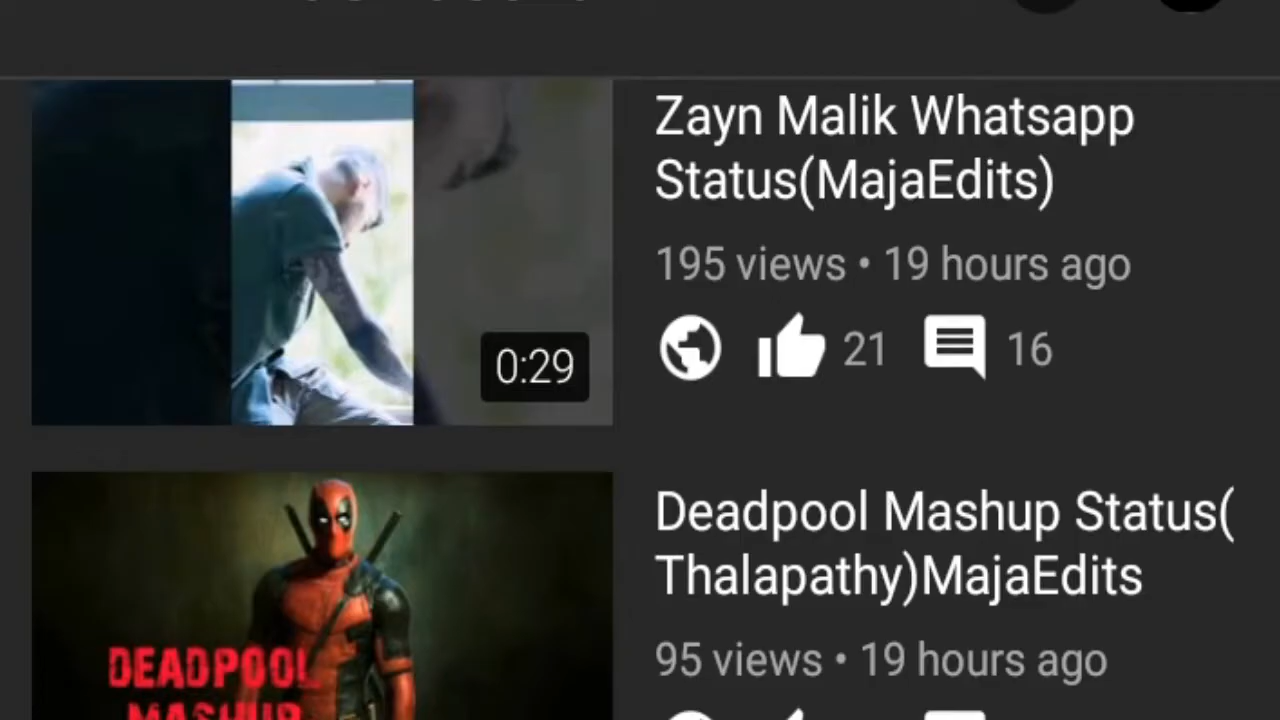 Zayn Malik Whatsapp
Status(MajaEdits)
195 views • 19 hours ago
0:29
21
16
Deadpool Mashup Status(
Thalapathy)MajaEdits
95 views • 19 hours ago
DEADPOOL
MASHUP